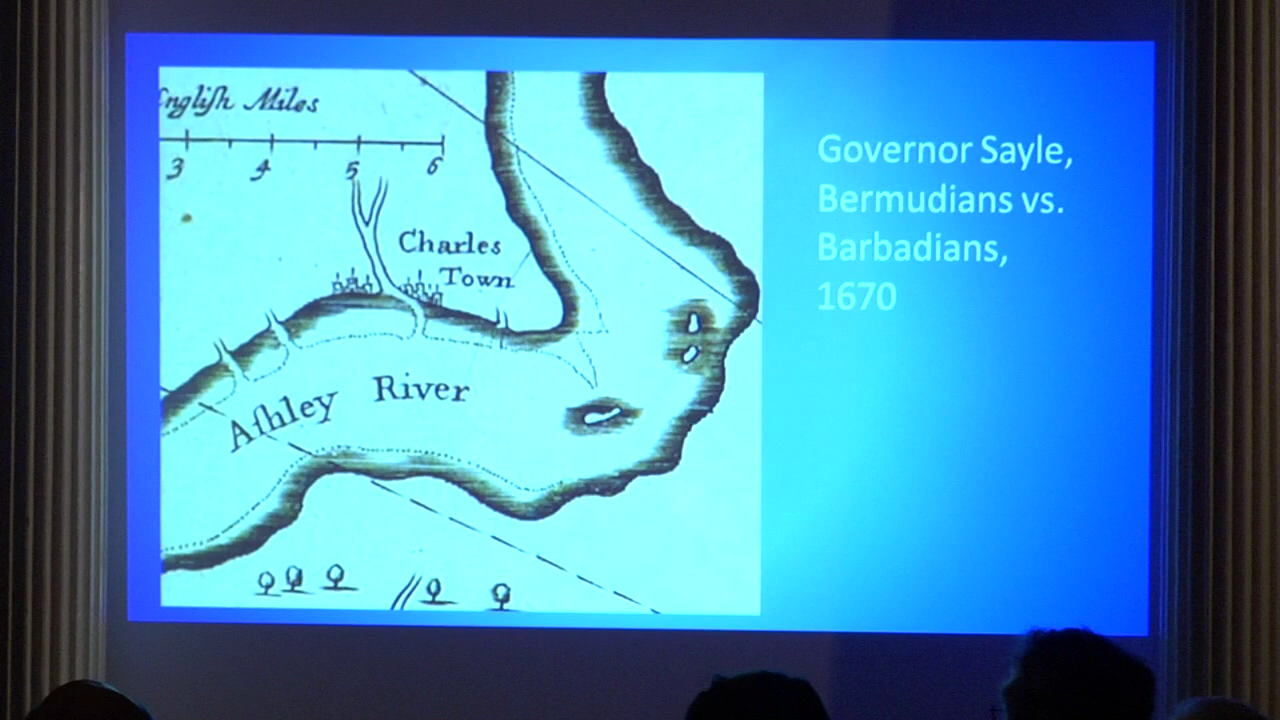 Engliſh Miles
3 4 5 6
Charles
Town
Aſhley River
Governor Sayle,
Bermudians vs.
Barbadians,
1670